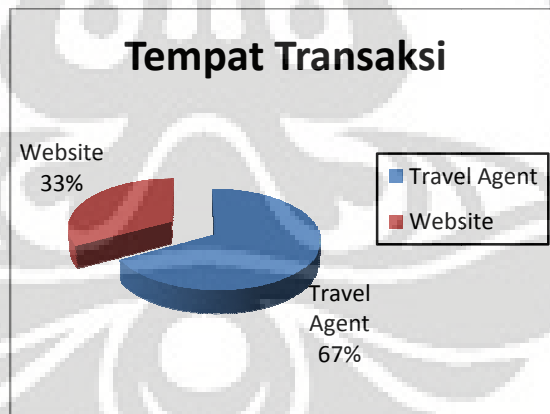 Tempat Transaksi
Website
33%
Travel Agent
Website
Travel
Agent
67%